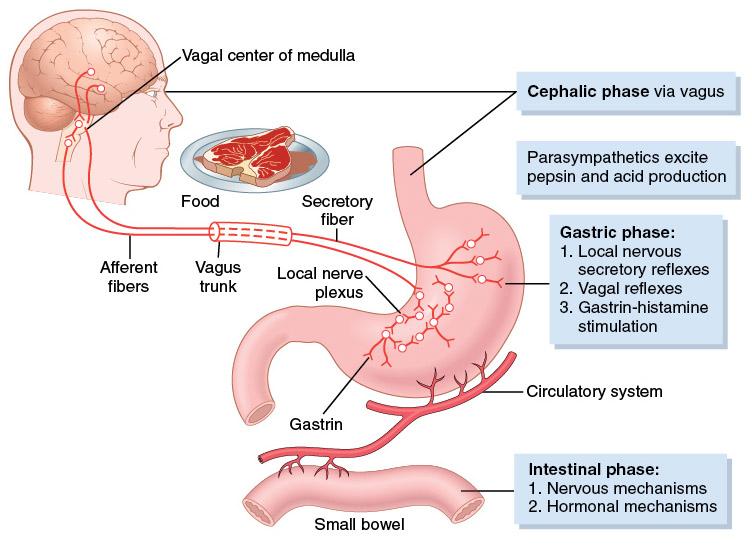 Vagal center of medulla
Cephalic phase via vagus
Parasympathetics excite
pepsin and acid production
Food
Secretory
fiber
Gastric phase:
1. Local nervous
secretory reflexes
2. Vagal reflexes
3. Gastrin-histamine
stimulation
Afferent
fibers
Vagus
trunk
Local nerve
plexus
Circulatory system
Gastrin
Intestinal phase:
1. Nervous mechanisms
2. Hormonal mechanisms
Small bowel